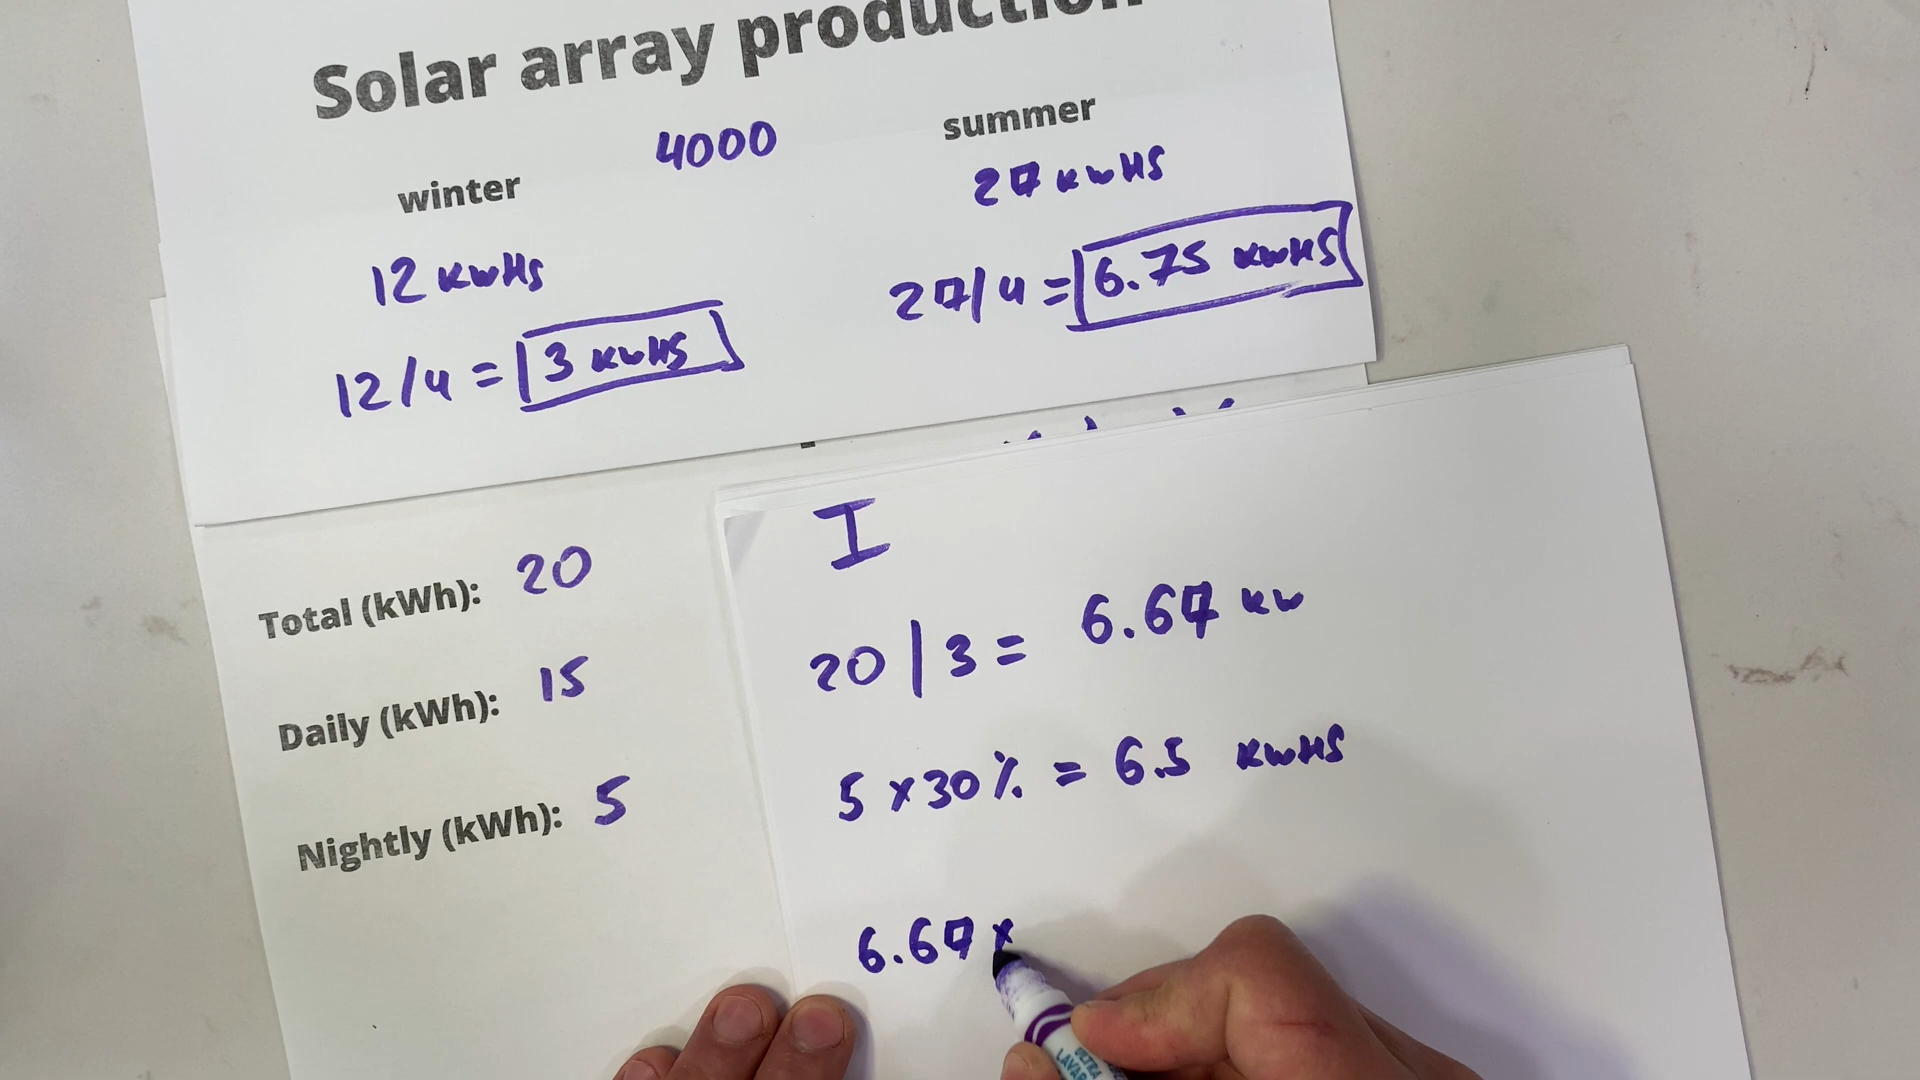 Solar array production
4000
winter
summer
12 KWHS
27 KWHS
12/4 = 3 KWHS
27/4 = 6.75 KWHS
Total (kWh): 20
Daily (kWh): 15
Nightly (kWh): 5
I
20/3 = 6.67 KW
5 x 30% = 6.5 KWHS
6.67 x
ULTRA